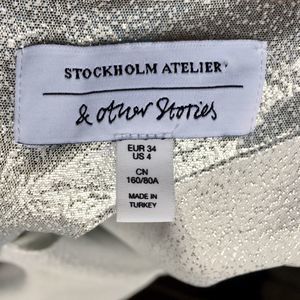 STOCKHOLM ATELIER
& Other Stories
EUR 34
US 4
CN
160/80A
MADE IN
TURKEY